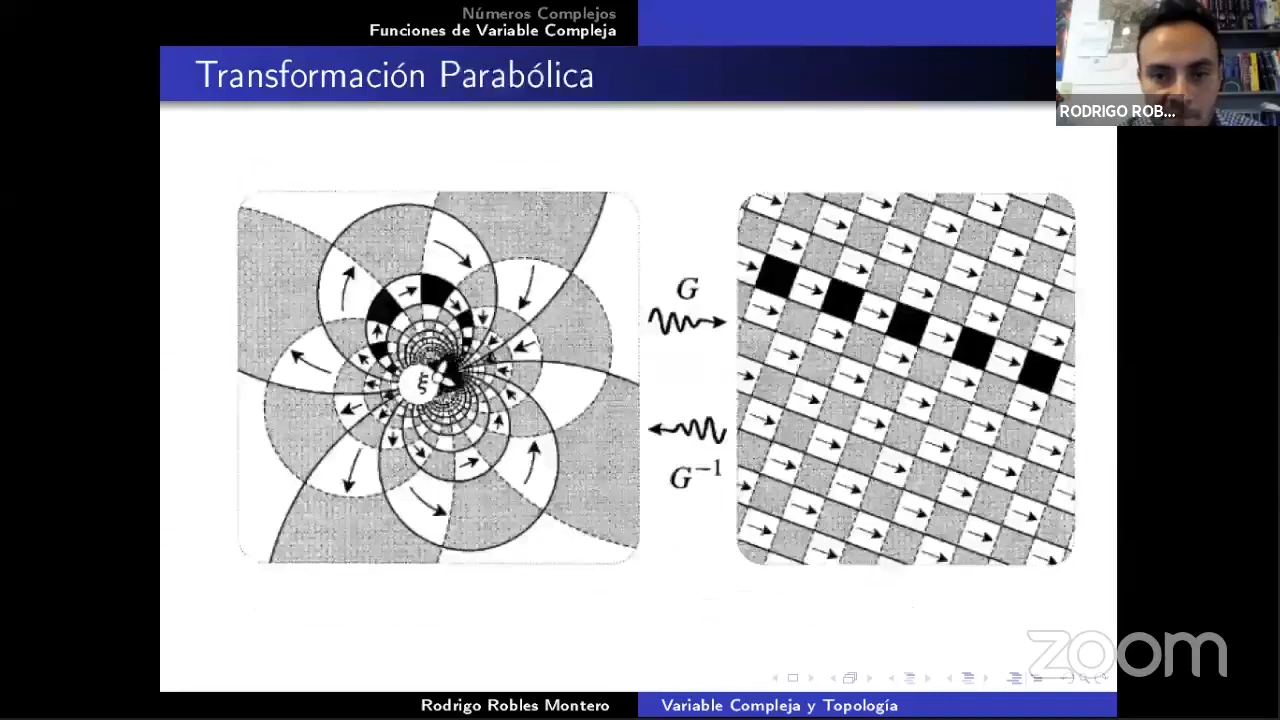 Números Complejos
Funciones de Variable Compleja
Transformación Parabólica
RODRIGO ROB...
G
ξ
G⁻¹
zoom
Rodrigo Robles Montero
Variable Compleja y Topología